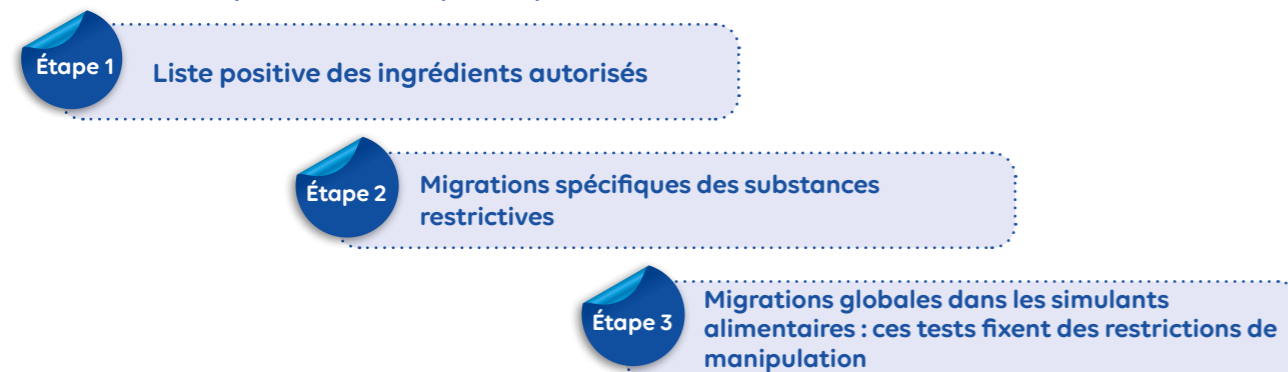 Étape 1
Liste positive des ingrédients autorisés
Étape 2
Migrations spécifiques des substances
restrictives
Étape 3
Migrations globales dans les simulants
alimentaires : ces tests fixent des restrictions de
manipulation